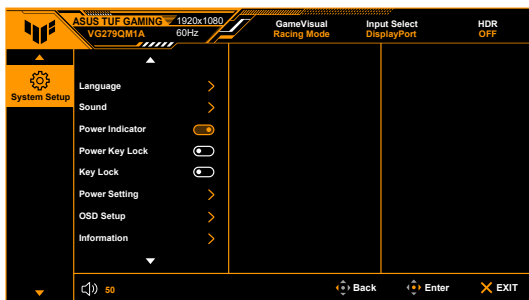 ASUS TUF GAMING 1920x1080
VG279QM1A 60Hz
GameVisual
Racing Mode
Input Select
DisplayPort
HDR
OFF
System Setup
Language
Sound
Power Indicator
Power Key Lock
Key Lock
Power Setting
OSD Setup
Information
50
Back
Enter
EXIT